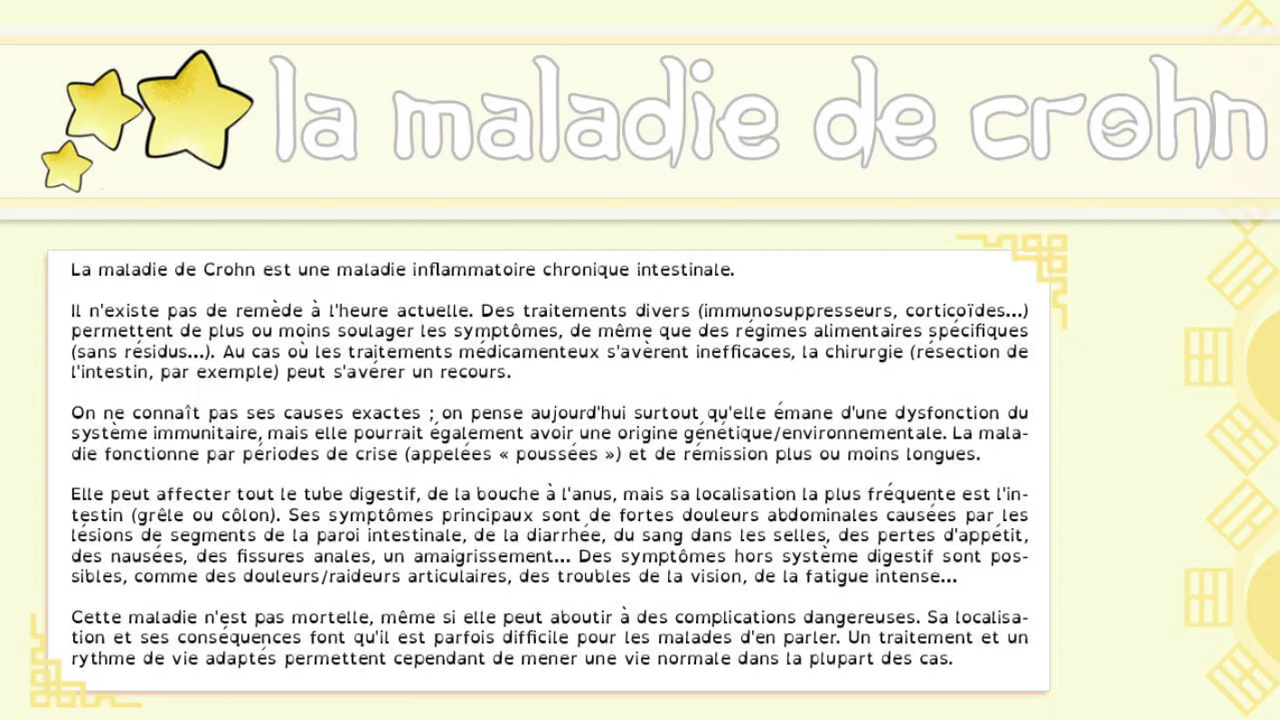 la maladie de crohn
La maladie de Crohn est une maladie inflammatoire chronique intestinale.
Il n'existe pas de remède à l'heure actuelle. Des traitements divers (immunosuppresseurs, corticoïdes...)
permettent de plus ou moins soulager les symptômes, de même que des régimes alimentaires spécifiques
(sans résidus...). Au cas où les traitements médicamenteux s'avèrent inefficaces, la chirurgie (résection de
l'intestin, par exemple) peut s'avérer un recours.
On ne connaît pas ses causes exactes ; on pense aujourd'hui surtout qu'elle émane d'une dysfonction du
système immunitaire, mais elle pourrait également avoir une origine génétique/environnementale. La mala-
die fonctionne par périodes de crise (appelées « poussées ») et de rémission plus ou moins longues.
Elle peut affecter tout le tube digestif, de la bouche à l'anus, mais sa localisation la plus fréquente est l'in-
testin (grêle ou côlon). Ses symptômes principaux sont de fortes douleurs abdominales causées par les
lésions de segments de la paroi intestinale, de la diarrhée, du sang dans les selles, des pertes d'appétit,
des nausées, des fissures anales, un amaigrissement... Des symptômes hors système digestif sont pos-
sibles, comme des douleurs/raideurs articulaires, des troubles de la vision, de la fatigue intense...
Cette maladie n'est pas mortelle, même si elle peut aboutir à des complications dangereuses. Sa localisa-
tion et ses conséquences font qu'il est parfois difficile pour les malades d'en parler. Un traitement et un
rythme de vie adaptés permettent cependant de mener une vie normale dans la plupart des cas.